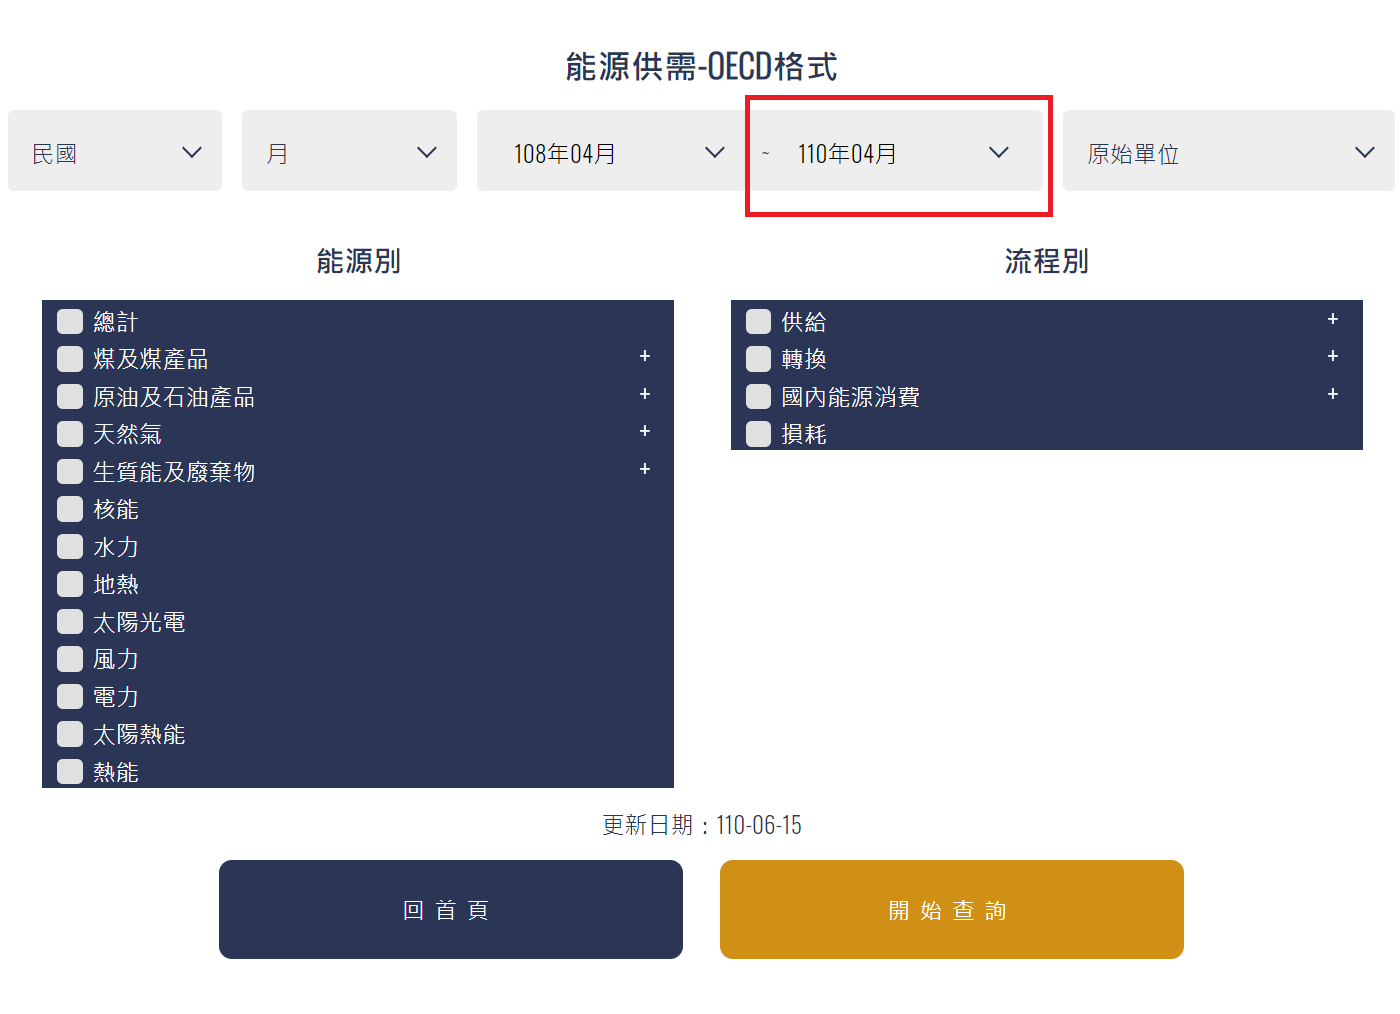 能源供需-OECD格式
民國 月 108年04月 ~ 110年04月 原始單位
能源別
總計
煤及煤產品 +
原油及石油產品 +
天然氣 +
生質能及廢棄物 +
核能
水力
地熱
太陽光電
風力
電力
太陽熱能
熱能
流程別
供給 +
轉換 +
國內能源消費 +
損耗
更新日期：110-06-15
回首頁
開始查詢